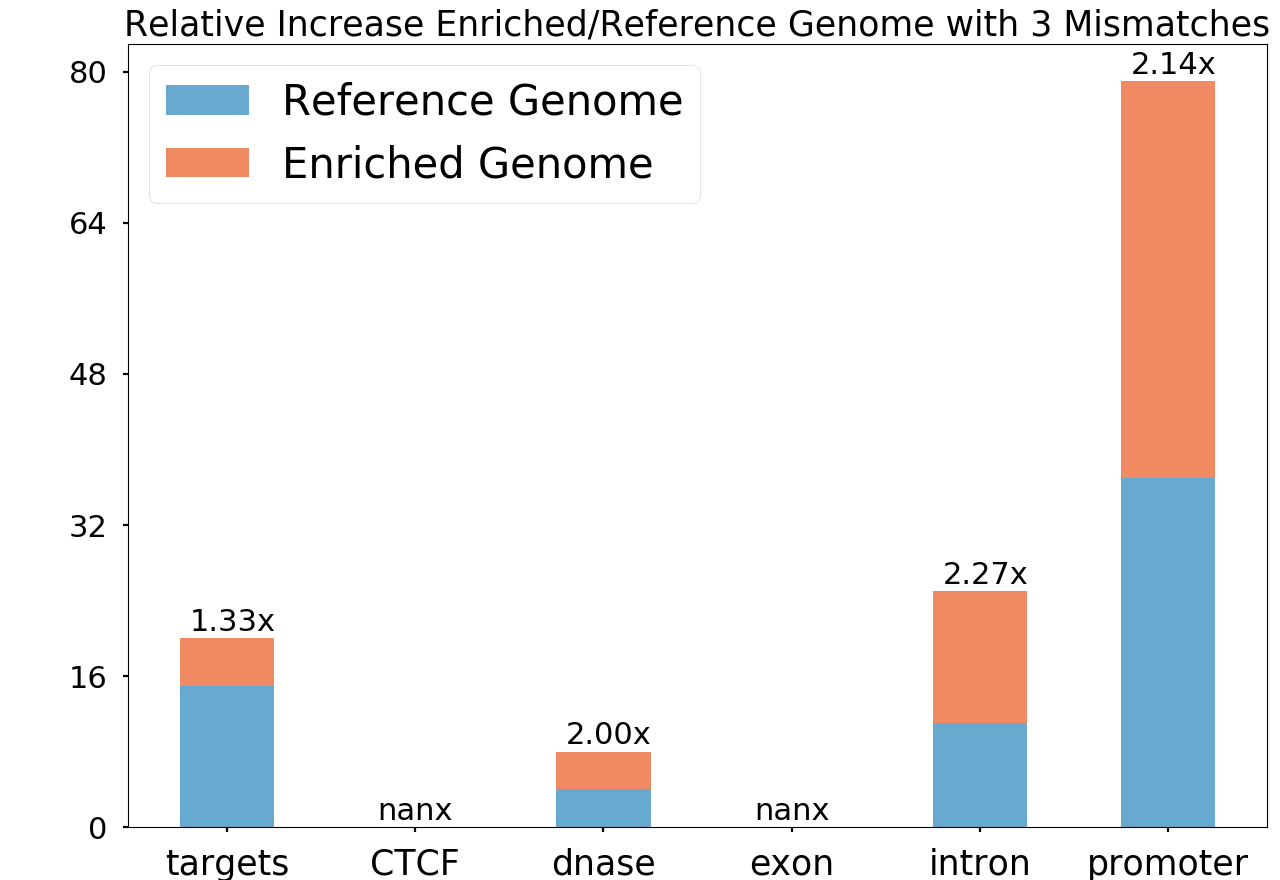 Relative Increase Enriched/Reference Genome with 3 Mismatches
Reference Genome
Enriched Genome
80
64
48
32
16
0
1.33x
nanx
2.00x
nanx
2.27x
2.14x
targets
CTCF
dnase
exon
intron
promoter